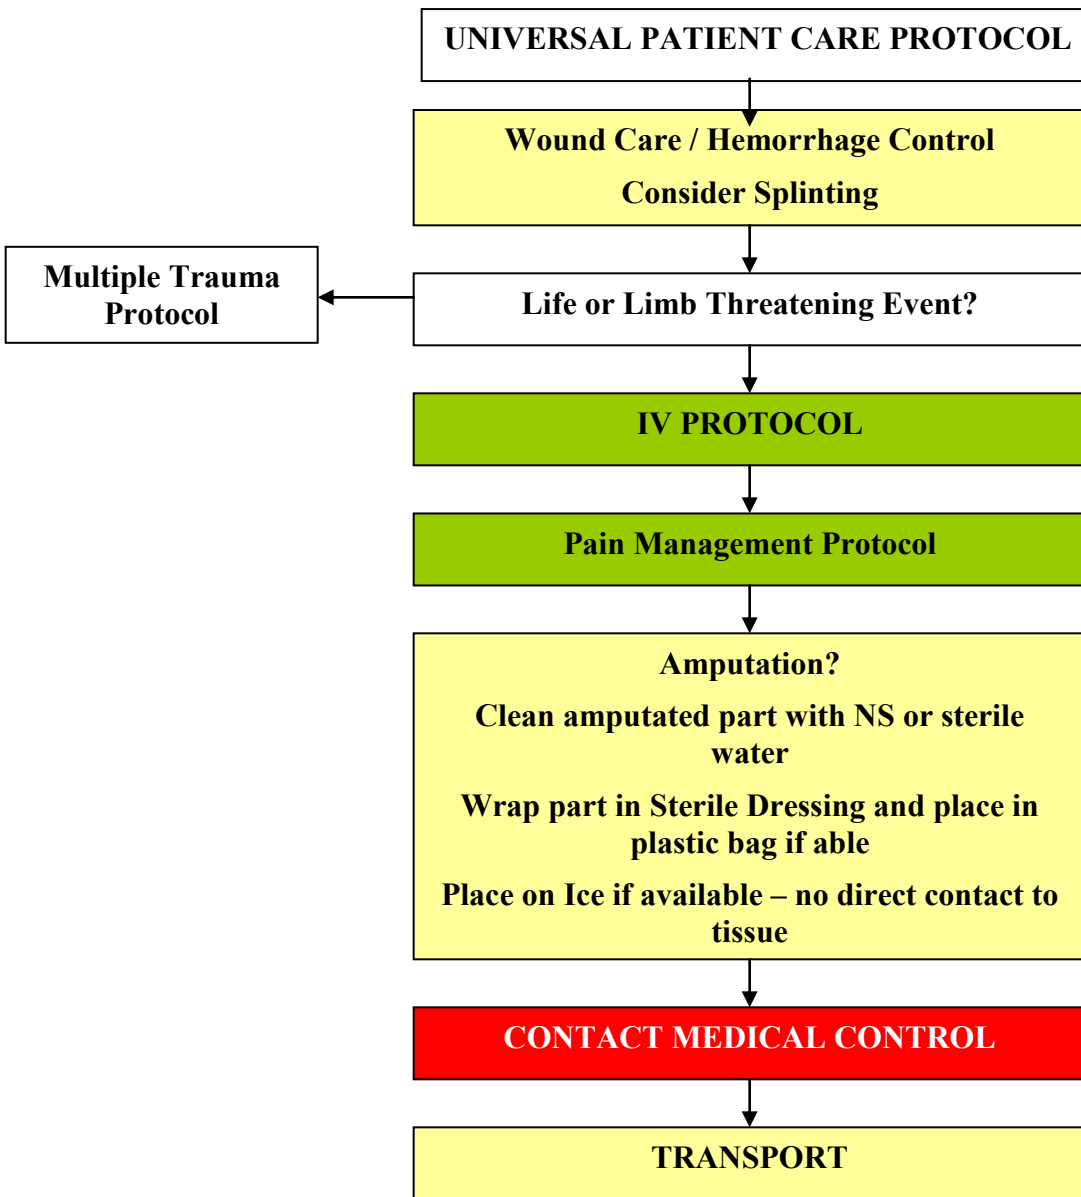 UNIVERSAL PATIENT CARE PROTOCOL
Wound Care / Hemorrhage Control
Consider Splinting
Multiple Trauma
Protocol
Life or Limb Threatening Event?
IV PROTOCOL
Pain Management Protocol
Amputation?
Clean amputated part with NS or sterile
water
Wrap part in Sterile Dressing and place in
plastic bag if able
Place on Ice if available – no direct contact to
tissue
CONTACT MEDICAL CONTROL
TRANSPORT